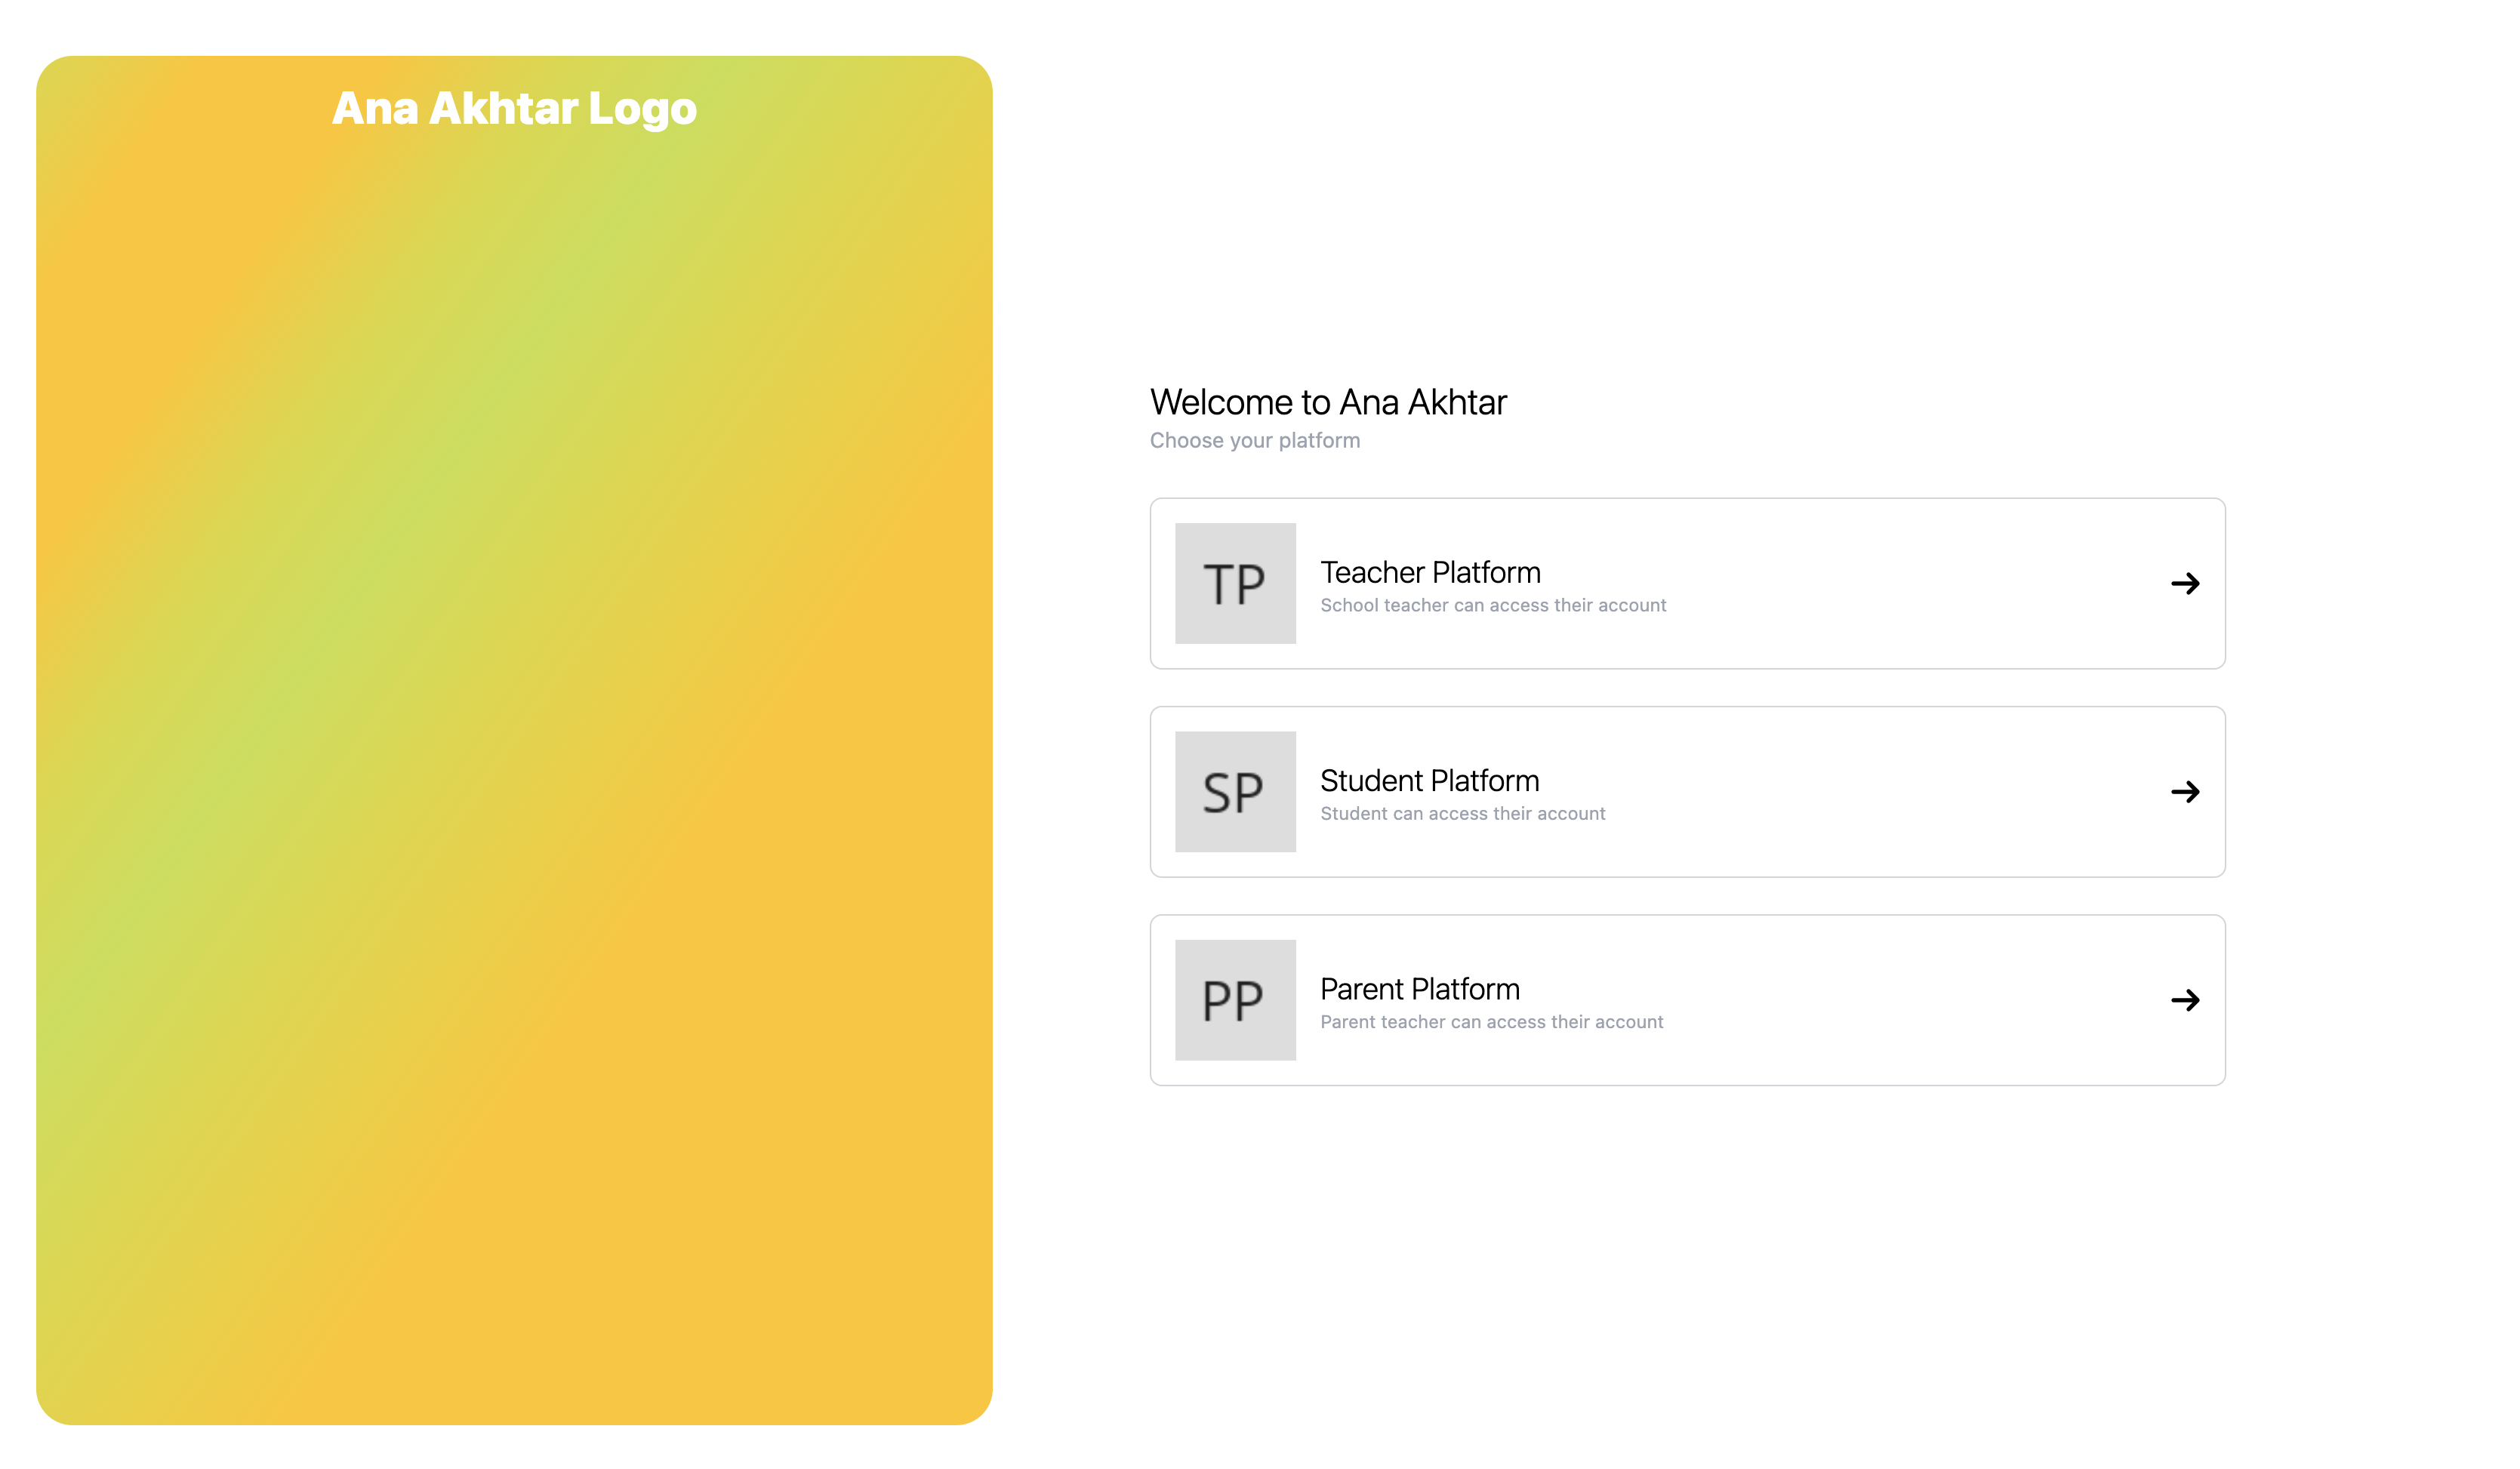 Ana Akhtar Logo
Welcome to Ana Akhtar
Choose your platform
TP
Teacher Platform
School teacher can access their account
SP
Student Platform
Student can access their account
PP
Parent Platform
Parent teacher can access their account